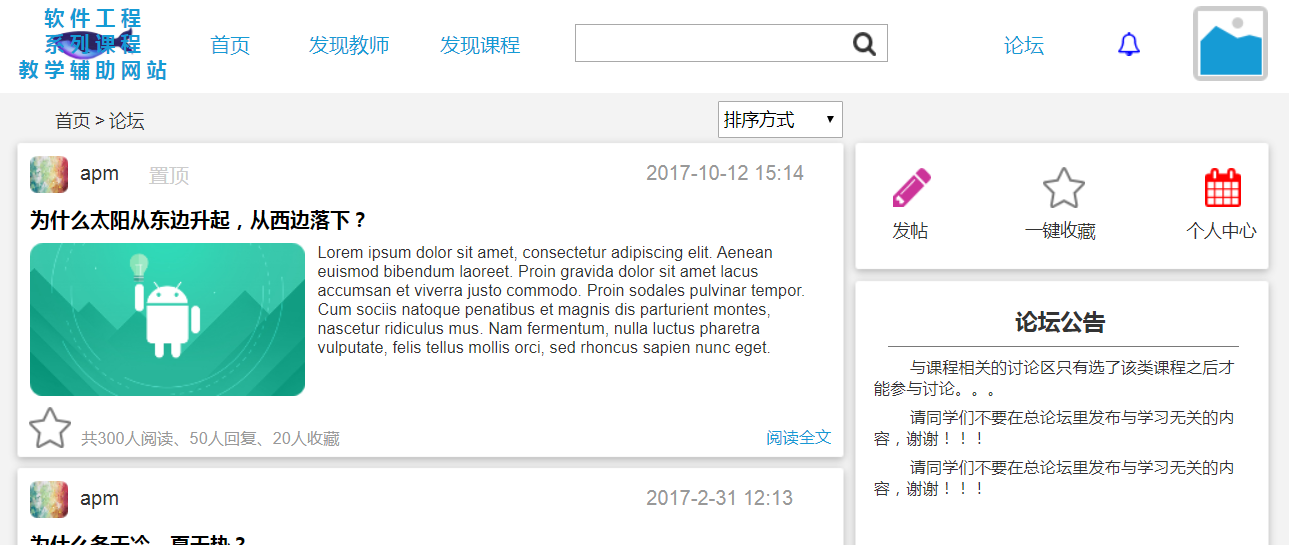 软件工程
系列课程
教学辅助网站
首页
发现教师
发现课程
论坛
首页 > 论坛
排序方式
apm
置顶
2017-10-12 15:14
为什么太阳从东边升起，从西边落下？
Lorem ipsum dolor sit amet, consectetur adipiscing elit. Aenean
euismod bibendum laoreet. Proin gravida dolor sit amet lacus
accumsan et viverra justo commodo. Proin sodales pulvinar tempor.
Cum sociis natoque penatibus et magnis dis parturient montes,
nascetur ridiculus mus. Nam fermentum, nulla luctus pharetra
vulputate, felis tellus mollis orci, sed rhoncus sapien nunc eget.
共300人阅读、50人回复、20人收藏
阅读全文
apm
2017-2-31 12:13
为什么冬天冷，夏天热？
发帖
一键收藏
个人中心
论坛公告
与课程相关的讨论区只有选了该类课程之后才
能参与讨论。。。
请同学们不要在总论坛里发布与学习无关的内
容，谢谢！！！
请同学们不要在总论坛里发布与学习无关的内
容，谢谢！！！